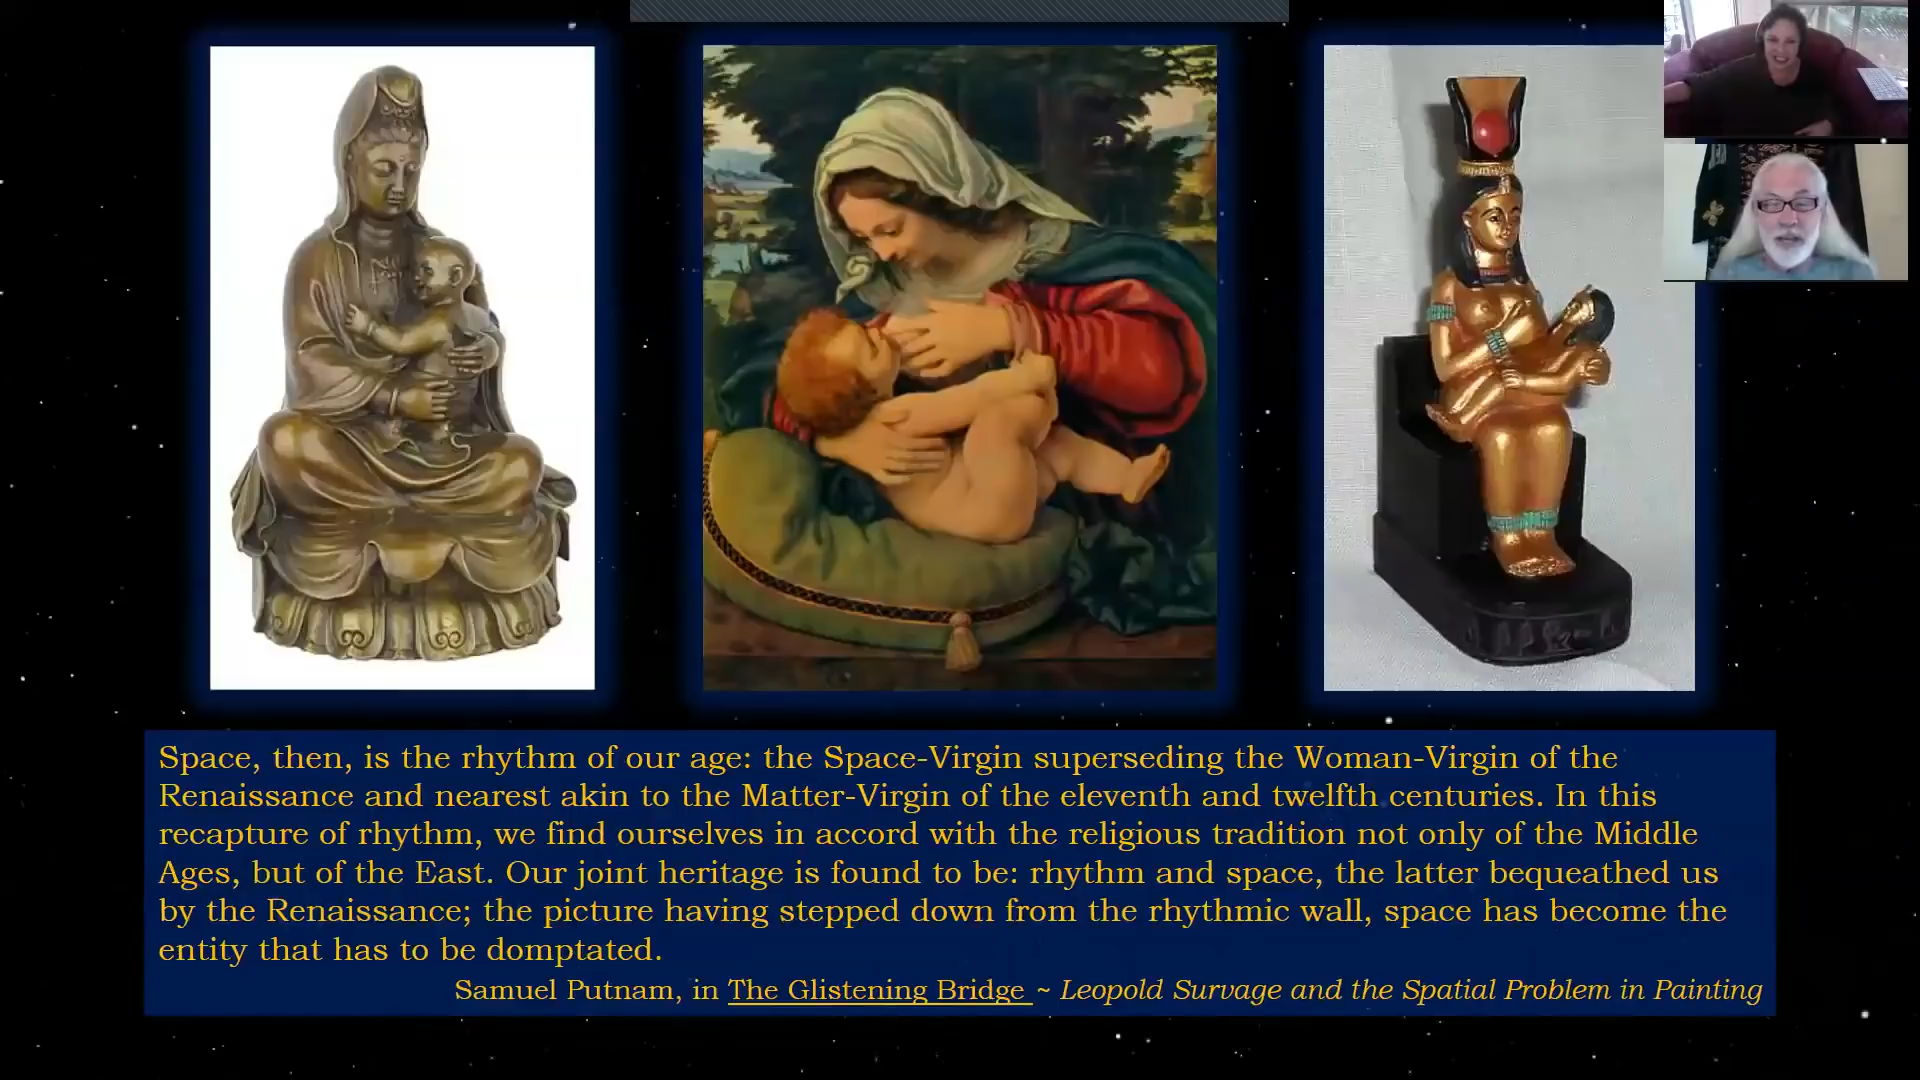 Space, then, is the rhythm of our age: the Space-Virgin superseding the Woman-Virgin of the
Renaissance and nearest akin to the Matter-Virgin of the eleventh and twelfth centuries. In this
recapture of rhythm, we find ourselves in accord with the religious tradition not only of the Middle
Ages, but of the East. Our joint heritage is found to be: rhythm and space, the latter bequeathed us
by the Renaissance; the picture having stepped down from the rhythmic wall, space has become the
entity that has to be domptated.
Samuel Putnam, in The Glistening Bridge ~ Leopold Survage and the Spatial Problem in Painting